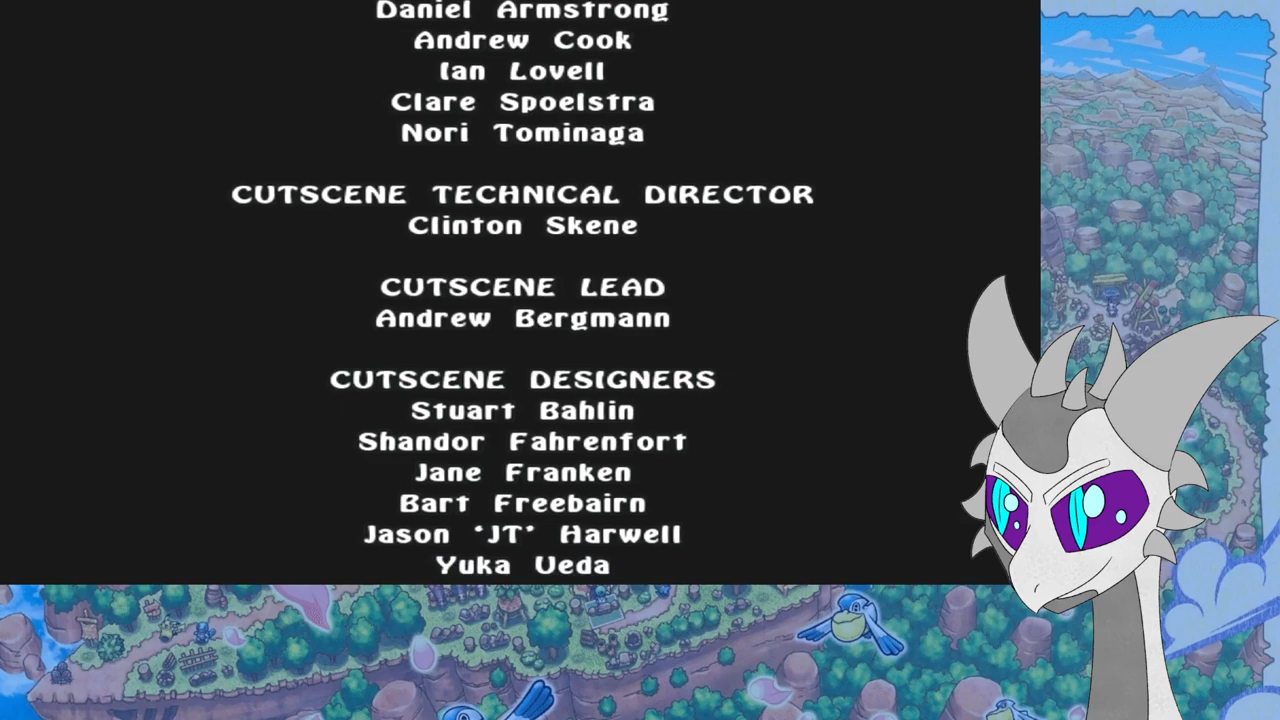 Daniel Armstrong
Andrew Cook
Ian Lovell
Clare Spoelstra
Nori Tominaga
CUTSCENE TECHNICAL DIRECTOR
Clinton Skene
CUTSCENE LEAD
Andrew Bergmann
CUTSCENE DESIGNERS
Stuart Bahlin
Shandor Fahrenfort
Jane Franken
Bart Freebairn
Jason "JT" Harwell
Yuka Ueda